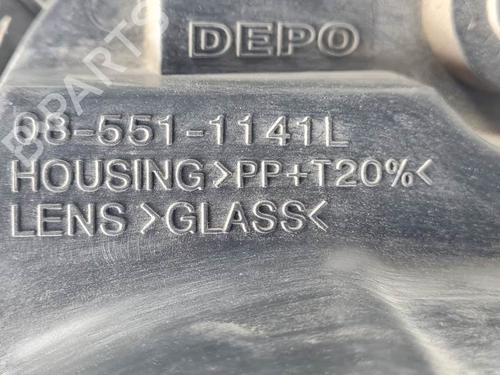 DEPO
08-551-1141L
HOUSING>PP+T20%<
LENS>GLASS<